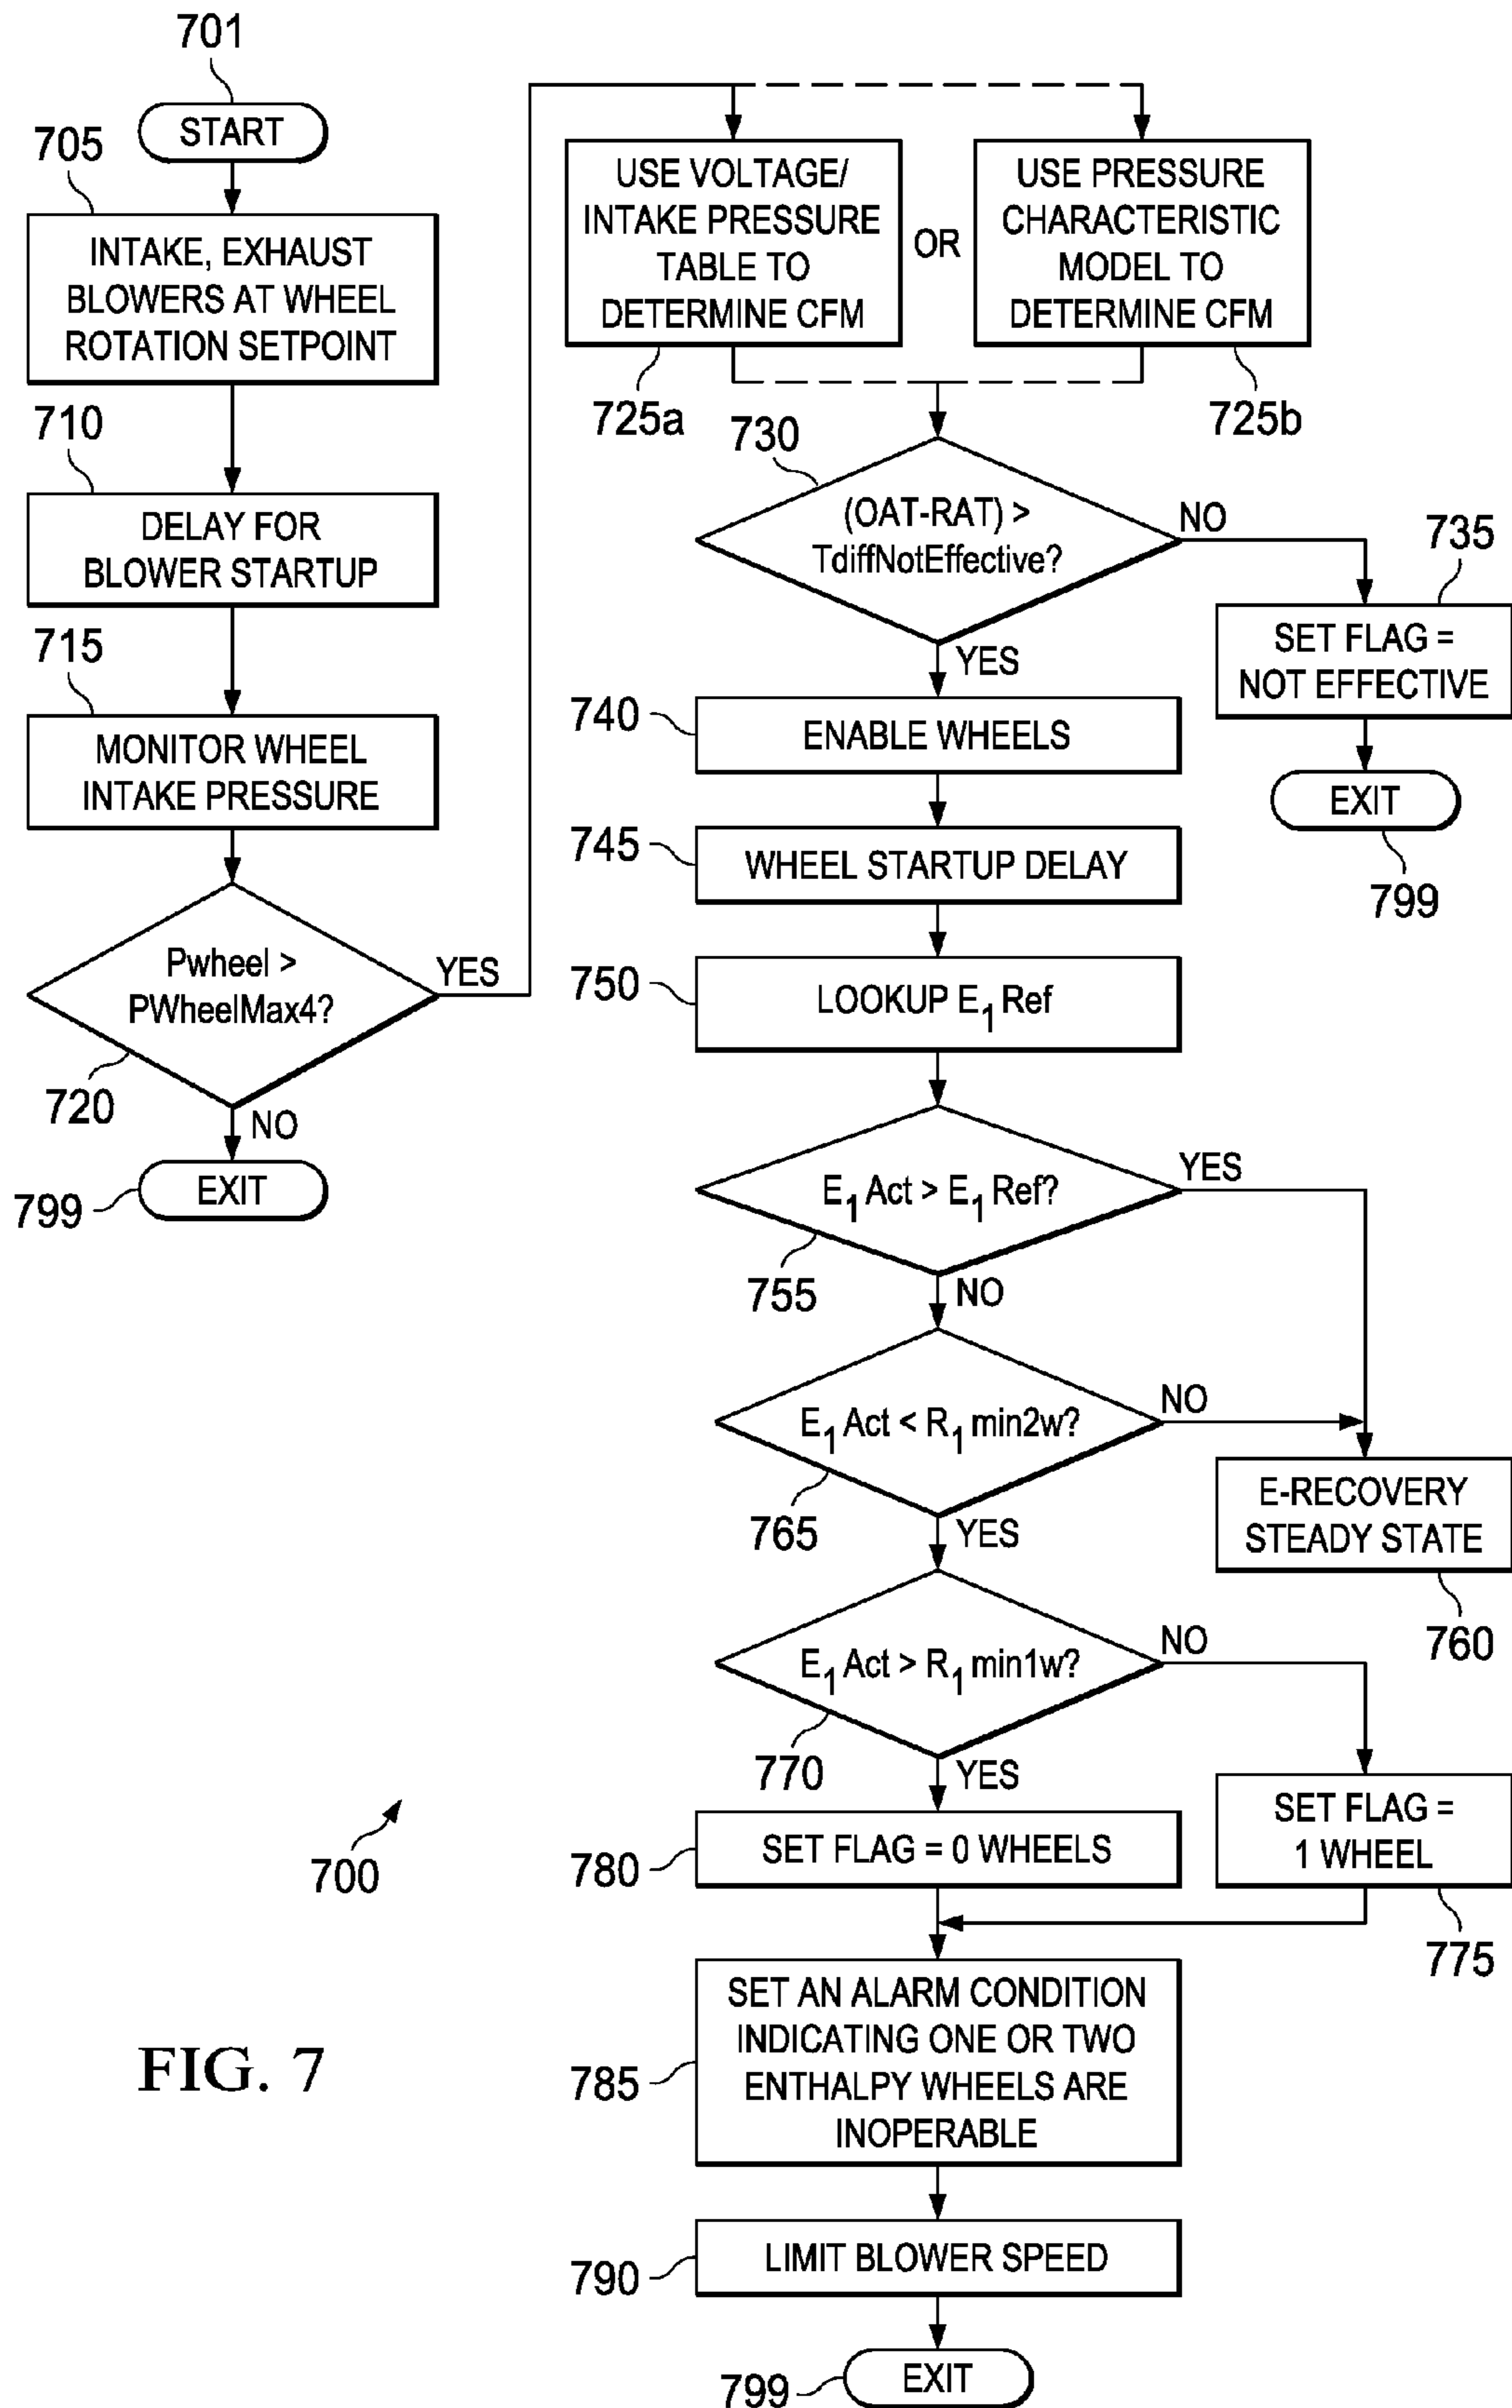 701
START
705
INTAKE, EXHAUST
BLOWERS AT WHEEL
ROTATION SETPOINT
710
DELAY FOR
BLOWER STARTUP
715
MONITOR WHEEL
INTAKE PRESSURE
Pwheel >
PWheelMax4?
YES
720
NO
799
EXIT
USE VOLTAGE/
INTAKE PRESSURE
TABLE TO
DETERMINE CFM
OR
USE PRESSURE
CHARACTERISTIC
MODEL TO
DETERMINE CFM
725a
725b
730
(OAT-RAT) >
TdiffNotEffective?
NO
YES
735
SET FLAG =
NOT EFFECTIVE
EXIT
799
740
ENABLE WHEELS
745
WHEEL STARTUP DELAY
750
LOOKUP E1 Ref
E1 Act > E1 Ref?
YES
755
NO
E1 Act < R1 min2w?
NO
765
YES
E-RECOVERY
STEADY STATE
760
E1 Act > R1 min1w?
NO
770
YES
780
SET FLAG = 0 WHEELS
SET FLAG =
1 WHEEL
775
785
SET AN ALARM CONDITION
INDICATING ONE OR TWO
ENTHALPY WHEELS ARE
INOPERABLE
790
LIMIT BLOWER SPEED
799
EXIT
700
FIG. 7